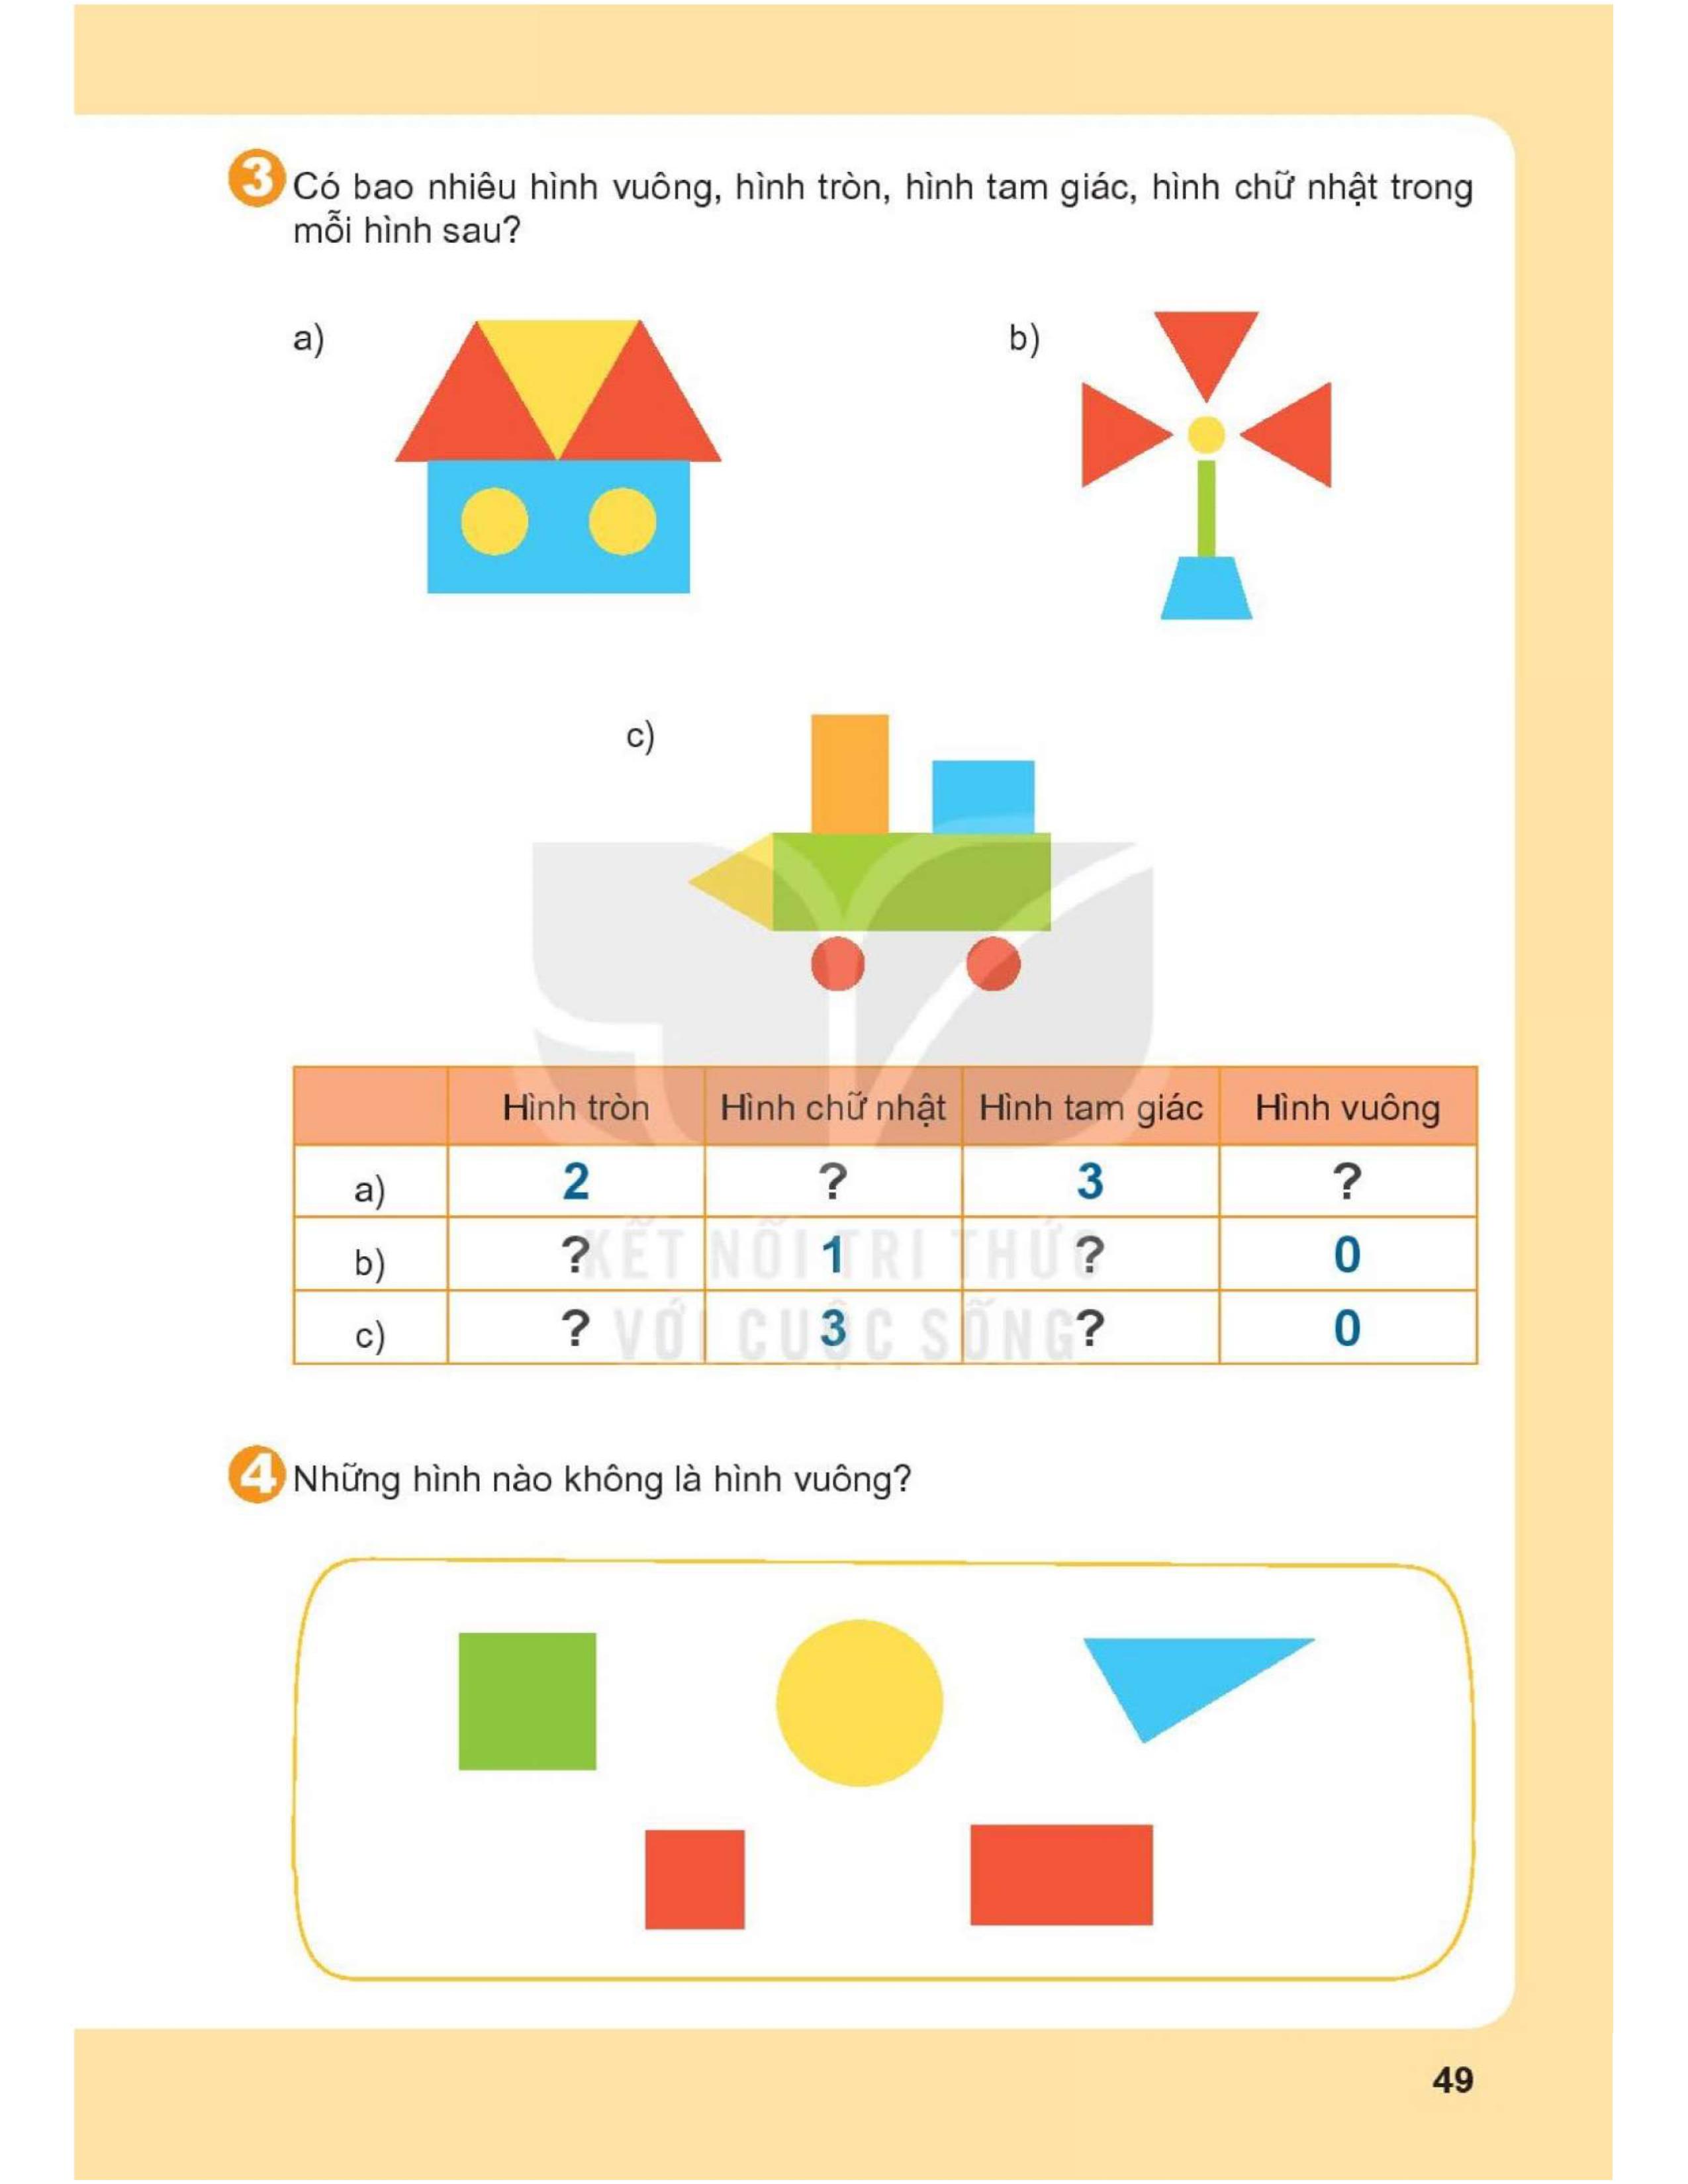 3 Có bao nhiêu hình vuông, hình tròn, hình tam giác, hình chữ nhật trong
mỗi hình sau?
a)
b)
c)
Hình tròn Hình chữ nhật Hình tam giác Hình vuông
a) 2 ? 3 ?
b) ? 1 ? 0
c) ? 3 ? 0
KẾT NỐI TRI THỨC
VỚI CUỘC SỐNG
4 Những hình nào không là hình vuông?
49